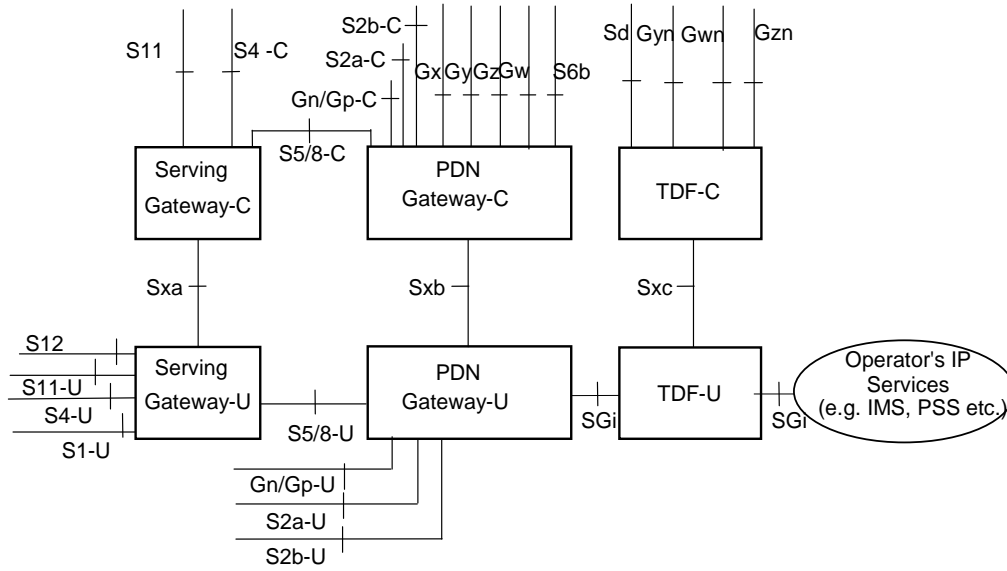 S2b-C
S11
S4 -C
S2a-C
Gn/Gp-C
Gx
Gy
Gz
Gw
S6b
Sd
Gyn
Gwn
Gzn
S5/8-C
Serving
Gateway-C
PDN
Gateway-C
TDF-C
Sxa
Sxb
Sxc
S12
S11-U
S4-U
S1-U
Serving
Gateway-U
S5/8-U
PDN
Gateway-U
SGi
TDF-U
SGi
Operator's IP
Services
(e.g. IMS, PSS etc.)
Gn/Gp-U
S2a-U
S2b-U